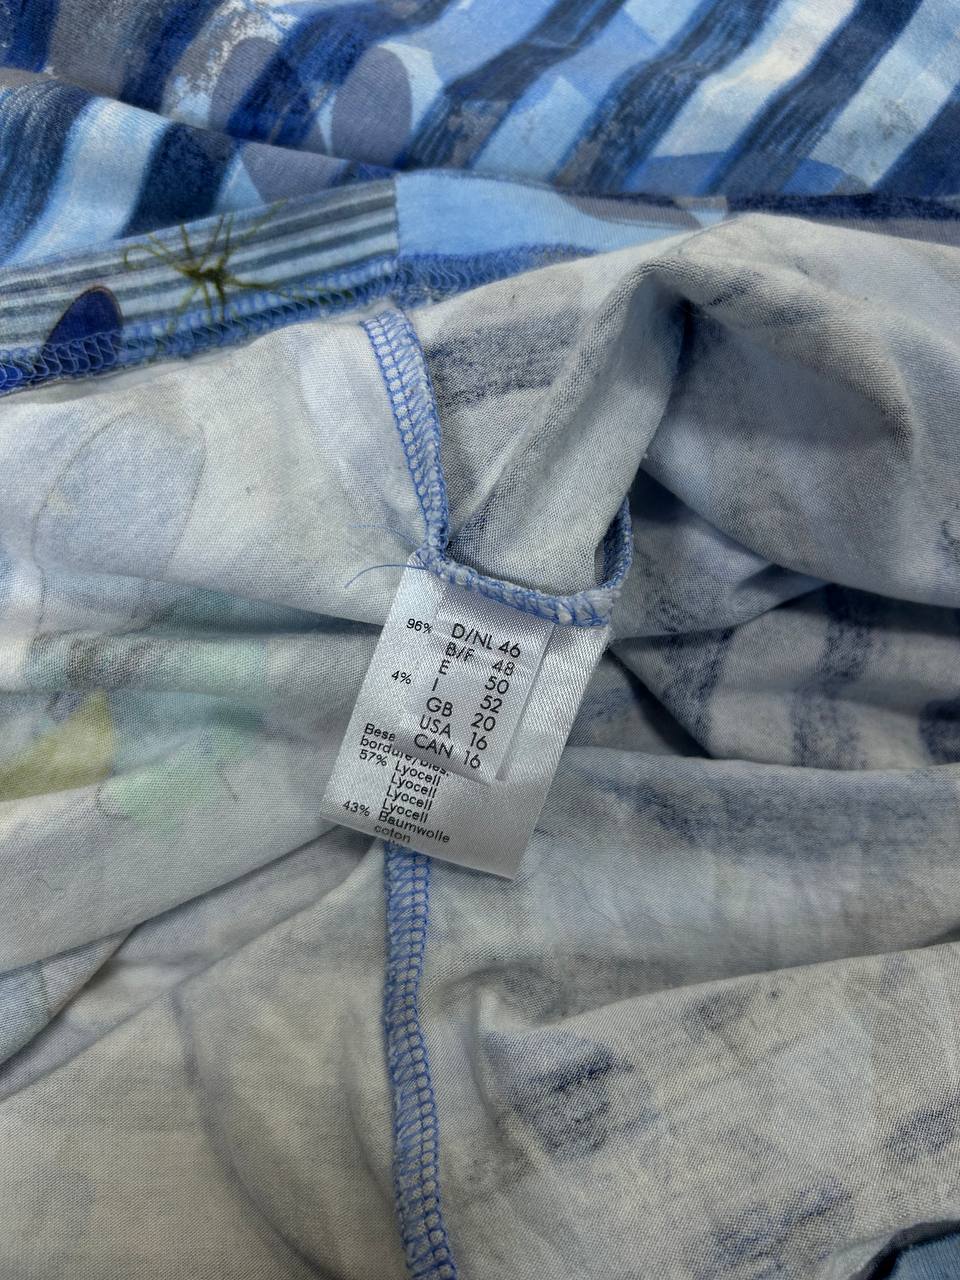 96%
4%
D/NL 46
B/F 48
E 50
I 52
GB 20
USA 16
CAN 16
Bese
bordure/bies.
57% Lyocell
Lyocell
Lyocell
Lyocell
43% Baumwolle
coton